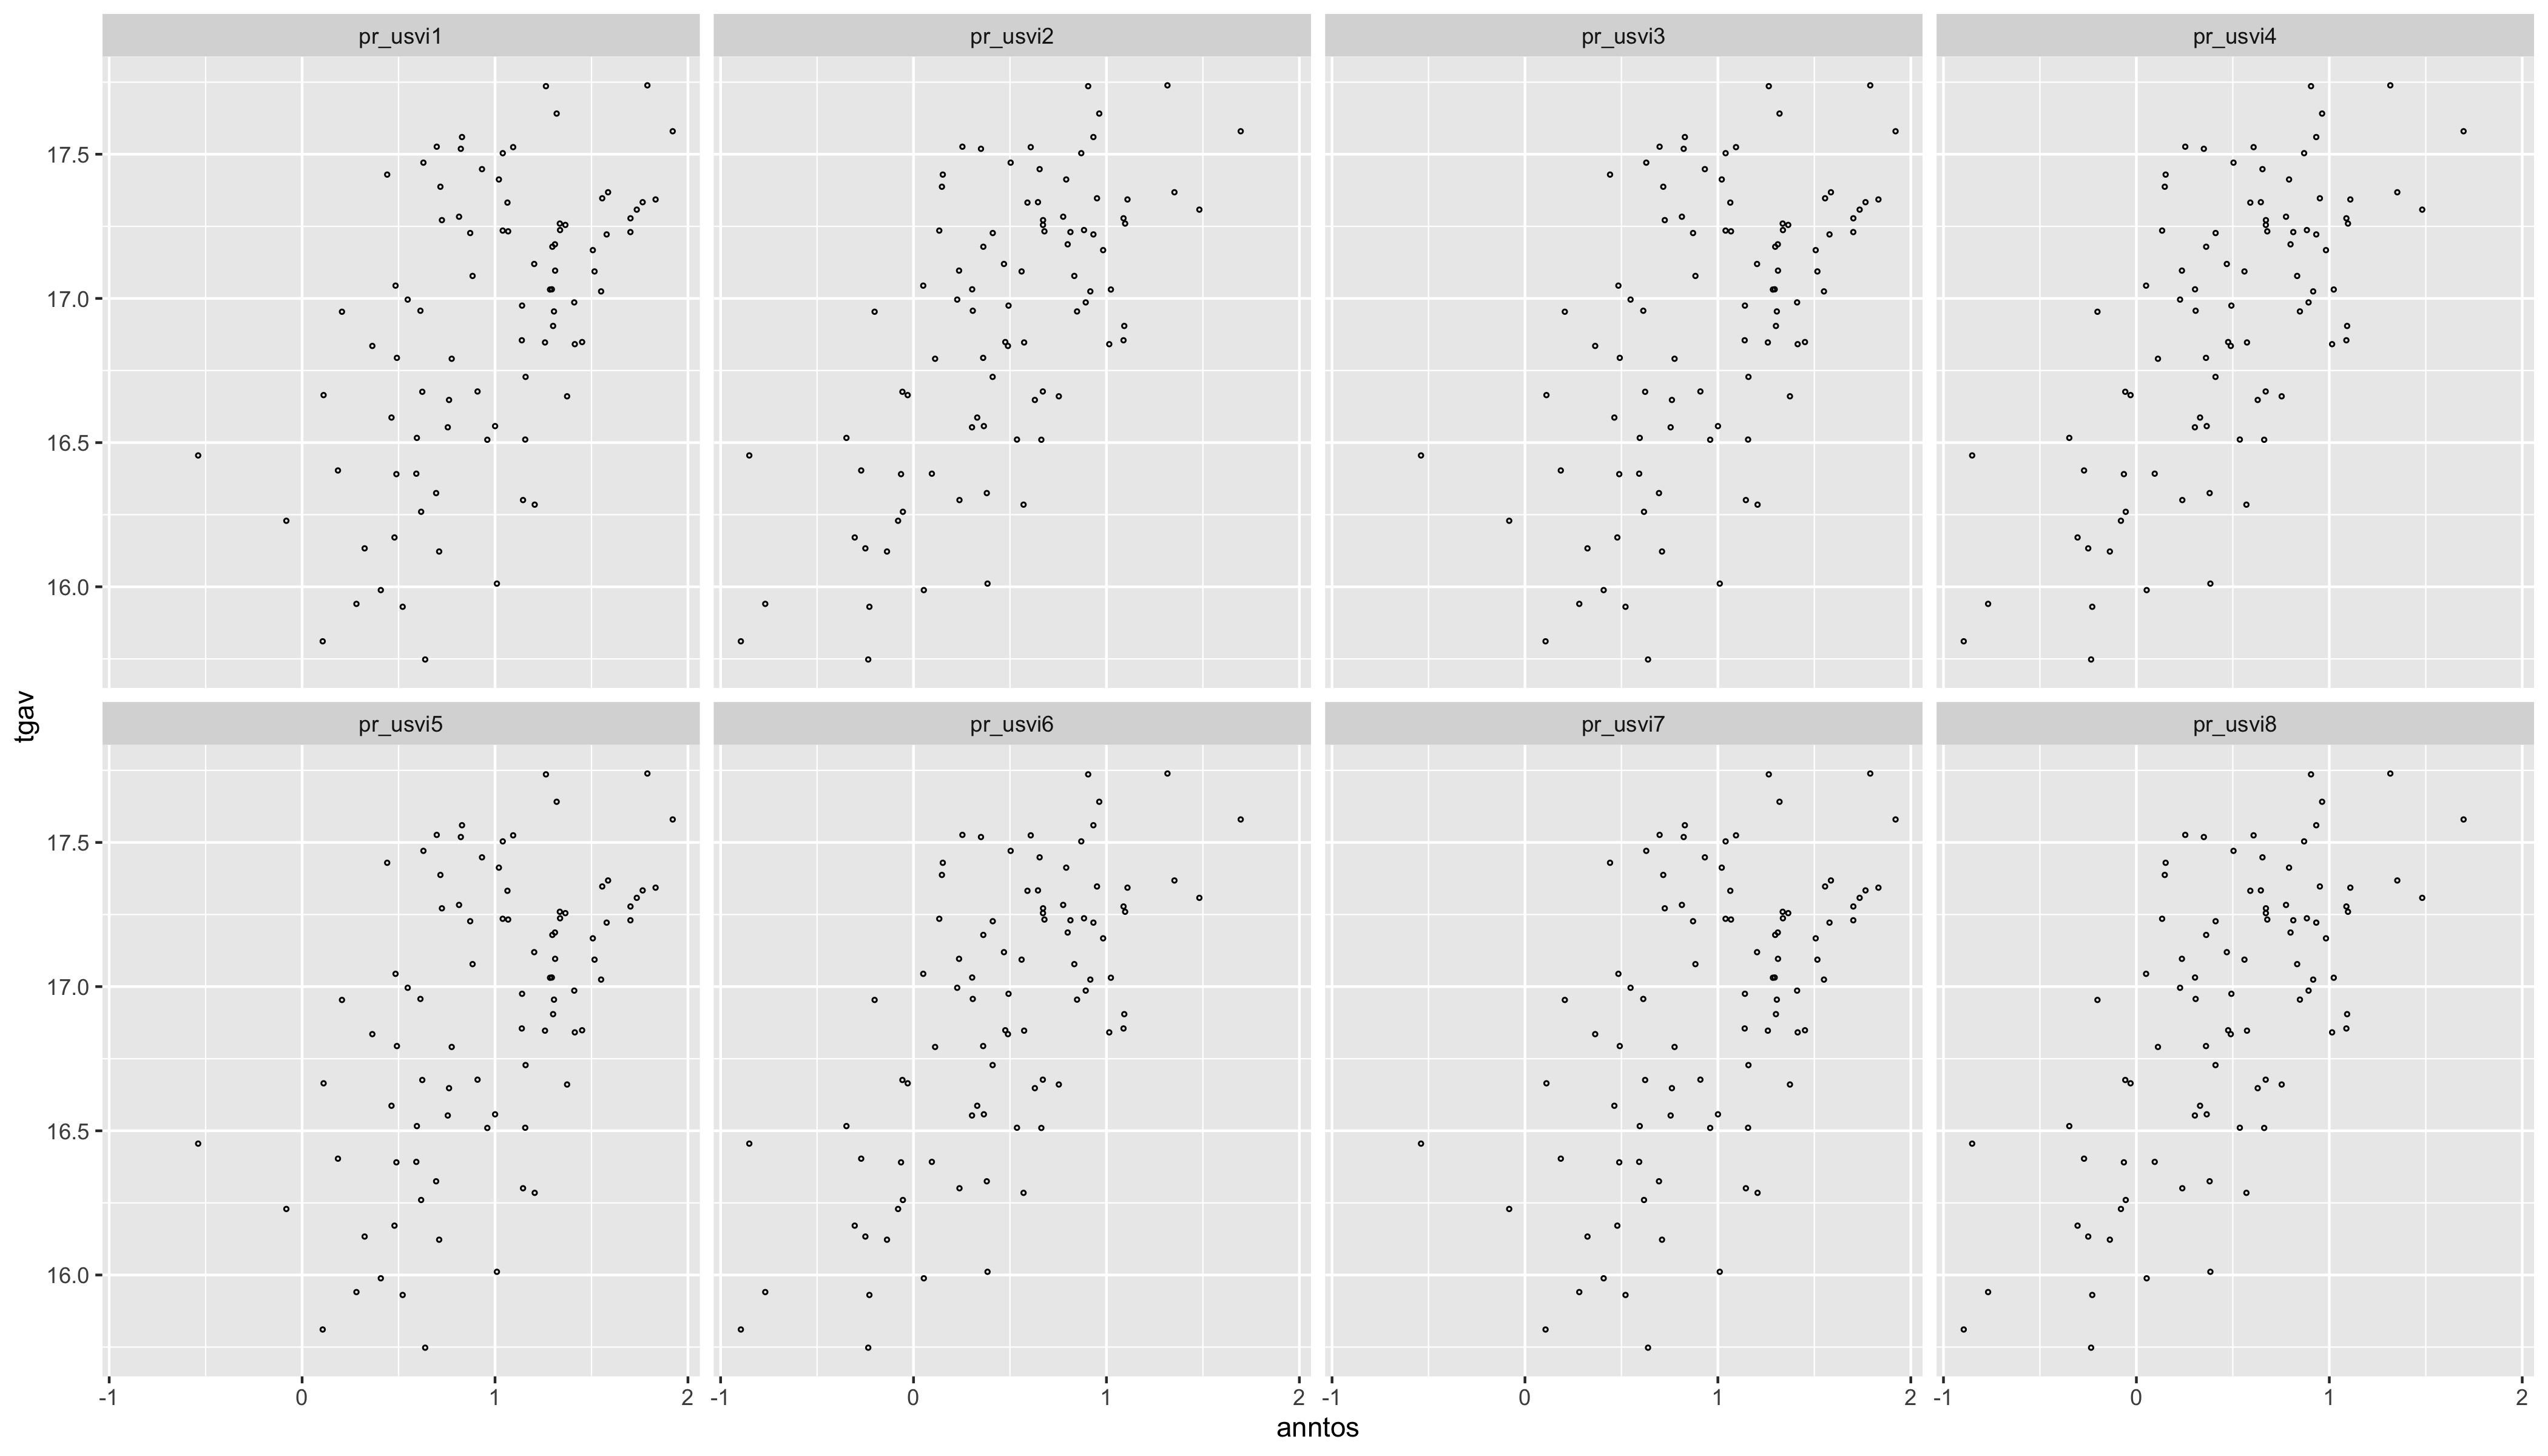 pr_usvi1 pr_usvi2 pr_usvi3 pr_usvi4
17.5
17.0
16.5
16.0
tgav
pr_usvi5 pr_usvi6 pr_usvi7 pr_usvi8
17.5
17.0
16.5
16.0
-1 0 1 2 -1 0 1 2 -1 0 1 2 -1 0 1 2
anntos